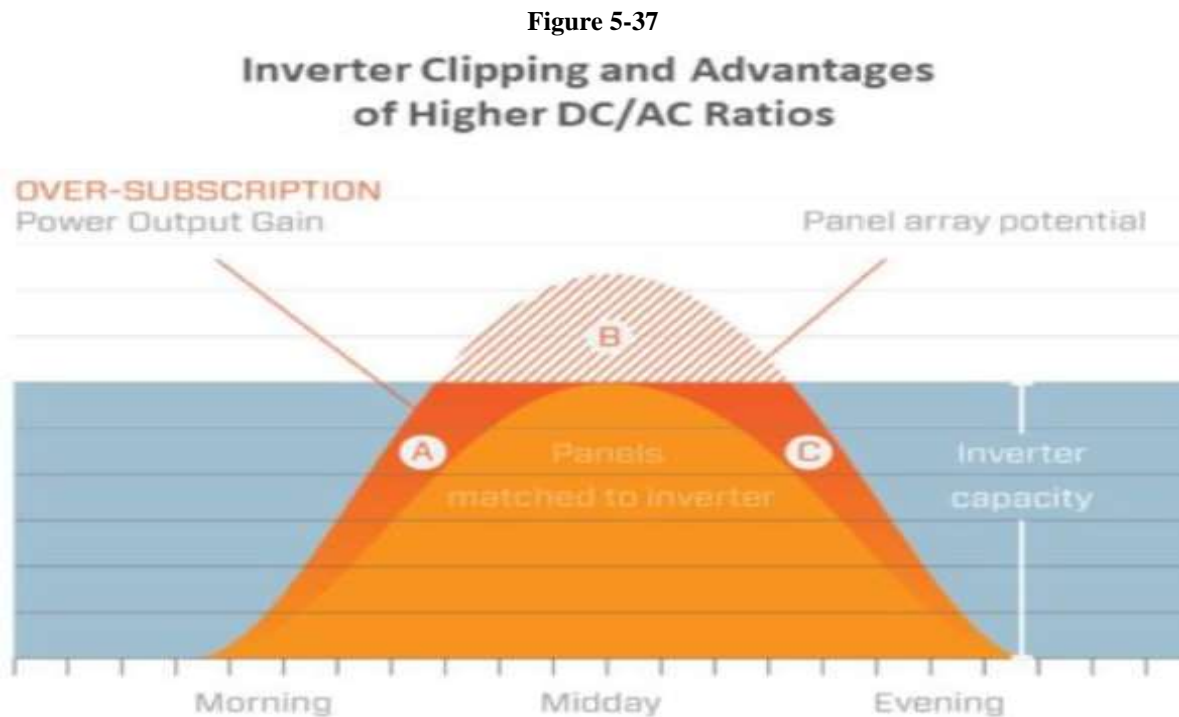 Figure 5-37
Inverter Clipping and Advantages
of Higher DC/AC Ratios
OVER-SUBSCRIPTION
Power Output Gain
Panel array potential
B
A
C
Panels
matched to inverter
Inverter
capacity
Morning
Midday
Evening